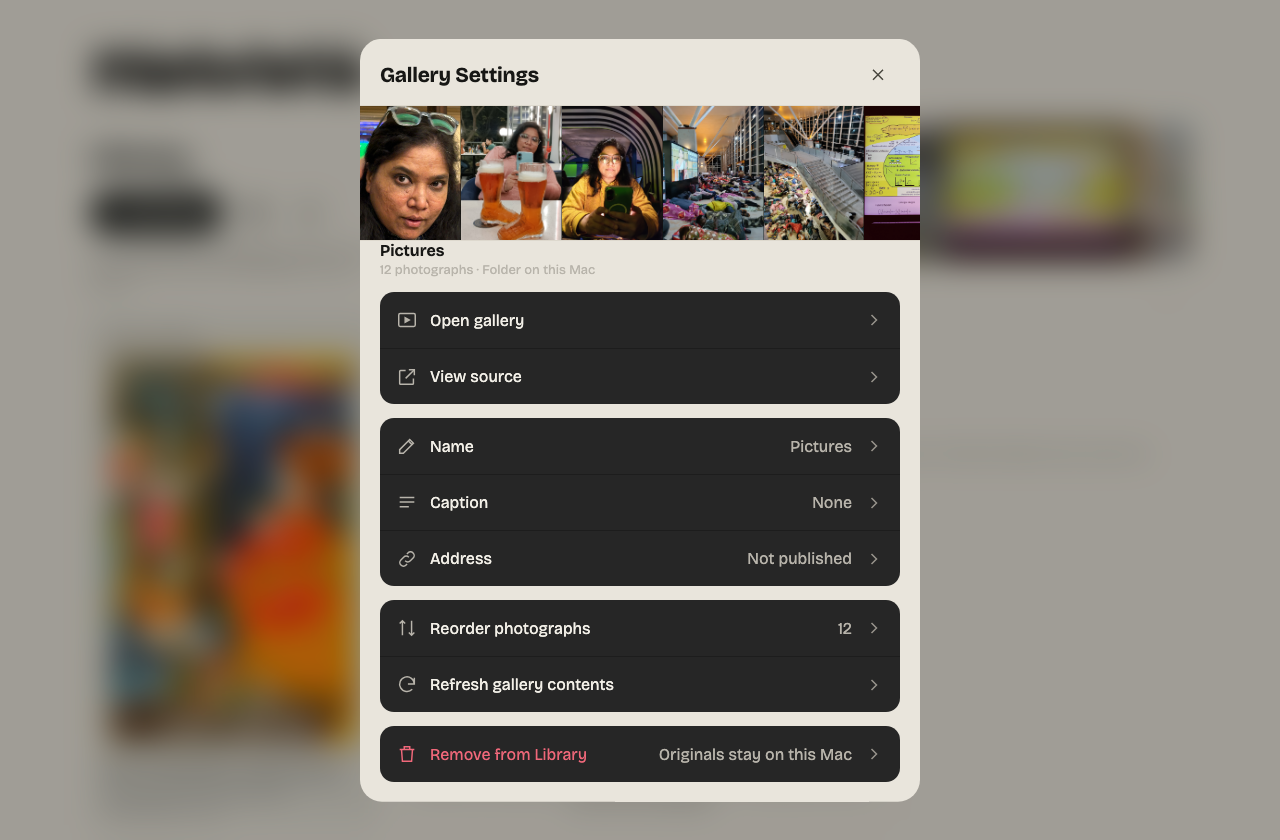 Gallery Settings
Pictures
12 photographs · Folder on this Mac
Open gallery
View source
Name Pictures
Caption None
Address Not published
Reorder photographs 12
Refresh gallery contents
Remove from Library Originals stay on this Mac